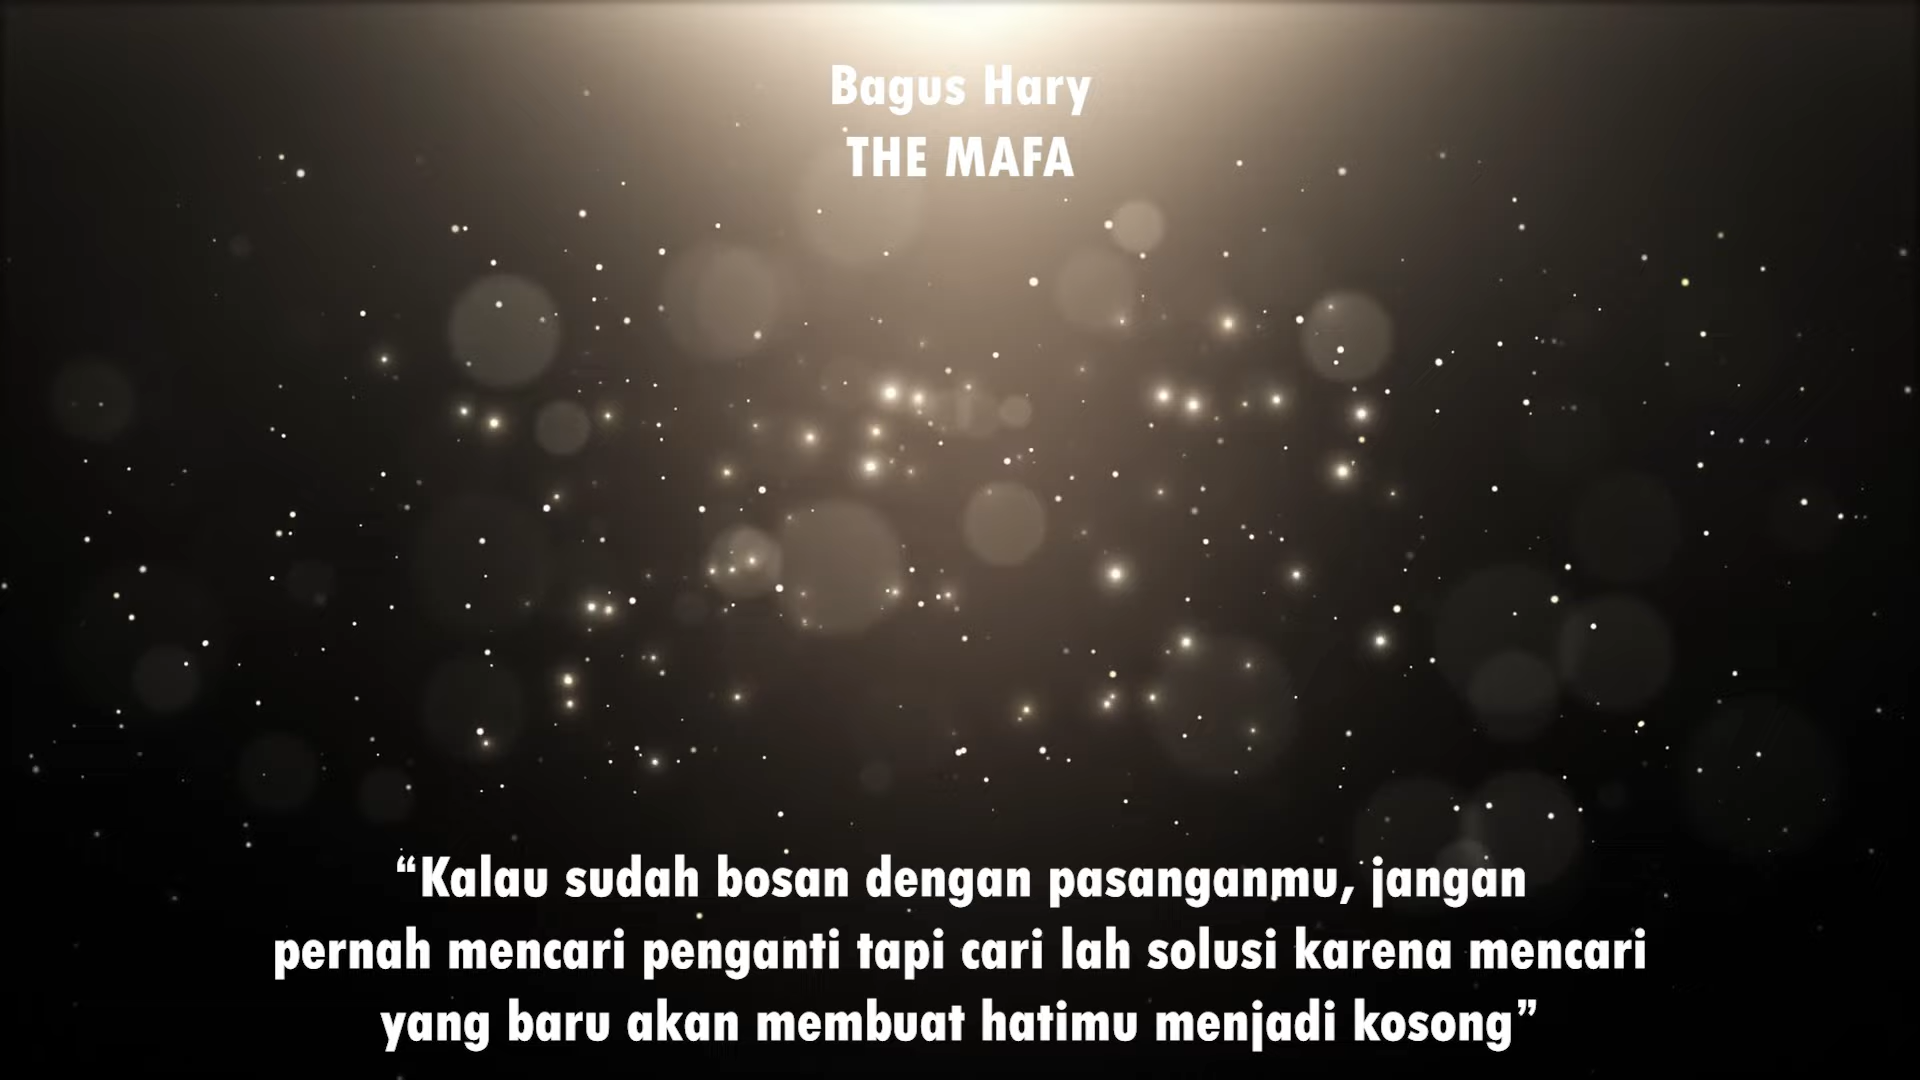 Bagus Hary
THE MAFA
“Kalau sudah bosan dengan pasanganmu, jangan
pernah mencari penganti tapi cari lah solusi karena mencari
yang baru akan membuat hatimu menjadi kosong”